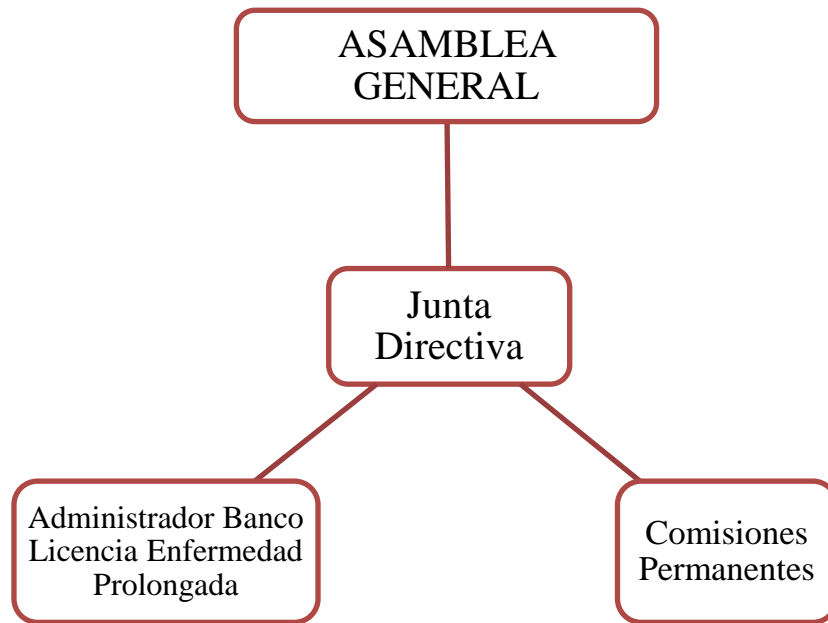 ASAMBLEA
GENERAL
Junta
Directiva
Administrador Banco
Licencia Enfermedad
Prolongada
Comisiones
Permanentes